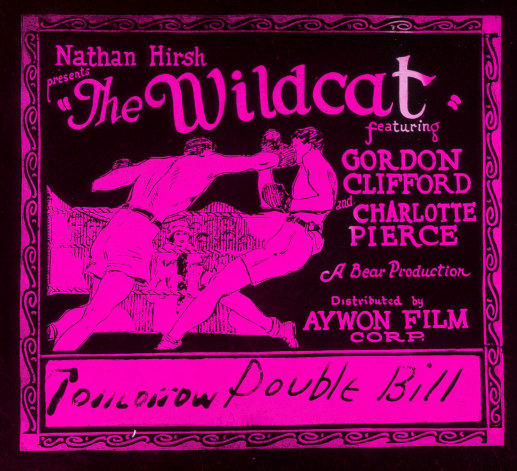 Nathan Hirsh
presents
"The Wildcat"
featuring
GORDON
CLIFFORD
and
CHARLOTTE
PIERCE
A Bear Production
Distributed by
AYWON FILM
CORP.
Tomorrow Double Bill